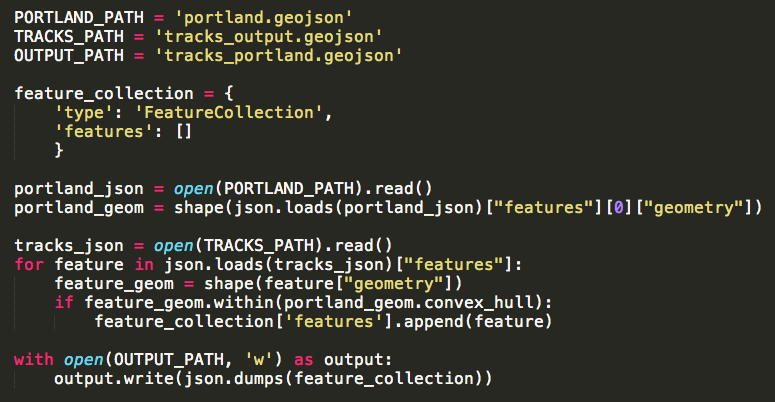 PORTLAND_PATH = 'portland.geojson'
TRACKS_PATH = 'tracks_output.geojson'
OUTPUT_PATH = 'tracks_portland.geojson'

feature_collection = {
    'type': 'FeatureCollection',
    'features': []
    }

portland_json = open(PORTLAND_PATH).read()
portland_geom = shape(json.loads(portland_json)["features"][0]["geometry"])

tracks_json = open(TRACKS_PATH).read()
for feature in json.loads(tracks_json)["features"]:
    feature_geom = shape(feature["geometry"])
    if feature_geom.within(portland_geom.convex_hull):
        feature_collection['features'].append(feature)

with open(OUTPUT_PATH, 'w') as output:
    output.write(json.dumps(feature_collection))